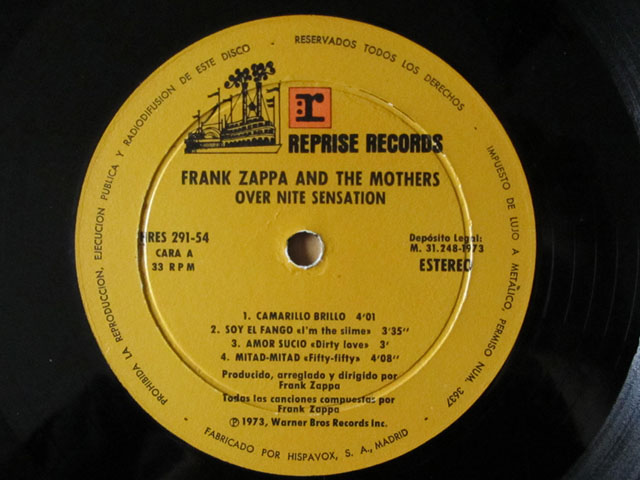 PROHIBIDA LA REPRODUCCION, EJECUCION PUBLICA Y RADIODIFUSION DE ESTE DISCO
RESERVADOS TODOS LOS DERECHOS
IMPUESTO DE LUJO A METALICO, PERMISO NUM. 3637
r
REPRISE RECORDS
FRANK ZAPPA AND THE MOTHERS
OVER NITE SENSATION
HRES 291-54
CARA A
33 RPM
Depósito Legal:
M. 31.248-1973
ESTEREO
1. CAMARILLO BRILLO 4'01
2. SOY EL FANGO «I'm the slime» 3'35"
3. AMOR SUCIO «Dirty love» 3'
4. MITAD-MITAD «Fifty-fifty» 4'08"
Producido, arreglado y dirigido por
Frank Zappa
Todas las canciones compuestas por
Frank Zappa
℗ 1973, Warner Bros Records Inc.
FABRICADO POR HISPAVOX, S. A., MADRID